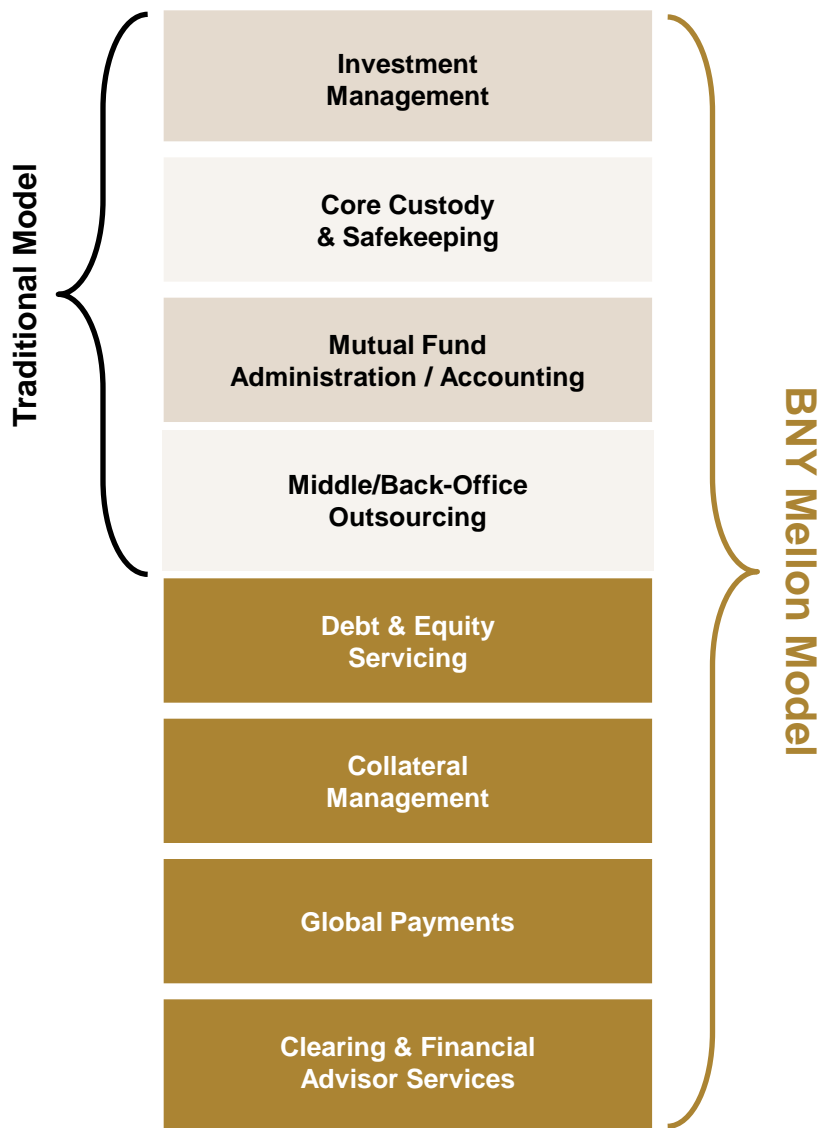 Traditional Model
Investment
Management
Core Custody
& Safekeeping
Mutual Fund
Administration / Accounting
Middle/Back-Office
Outsourcing
Debt & Equity
Servicing
Collateral
Management
Global Payments
Clearing & Financial
Advisor Services
BNY Mellon Model